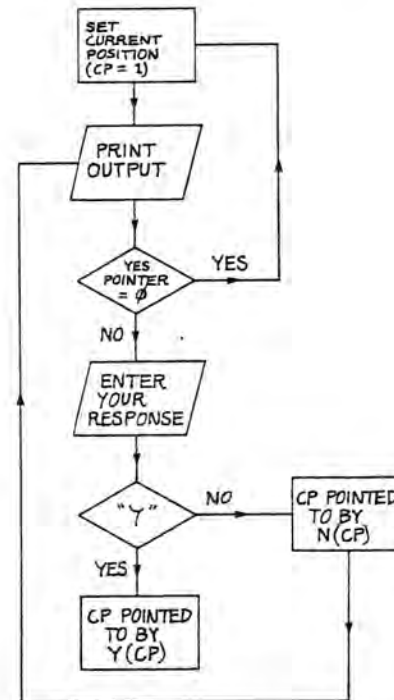 SET
CURRENT
POSITION
(CP = 1)
PRINT
OUTPUT
YES
POINTER
= Ø
YES
NO
ENTER
YOUR
RESPONSE
"Y"
NO
CP POINTED
TO BY
N(CP)
YES
CP POINTED
TO BY
Y(CP)